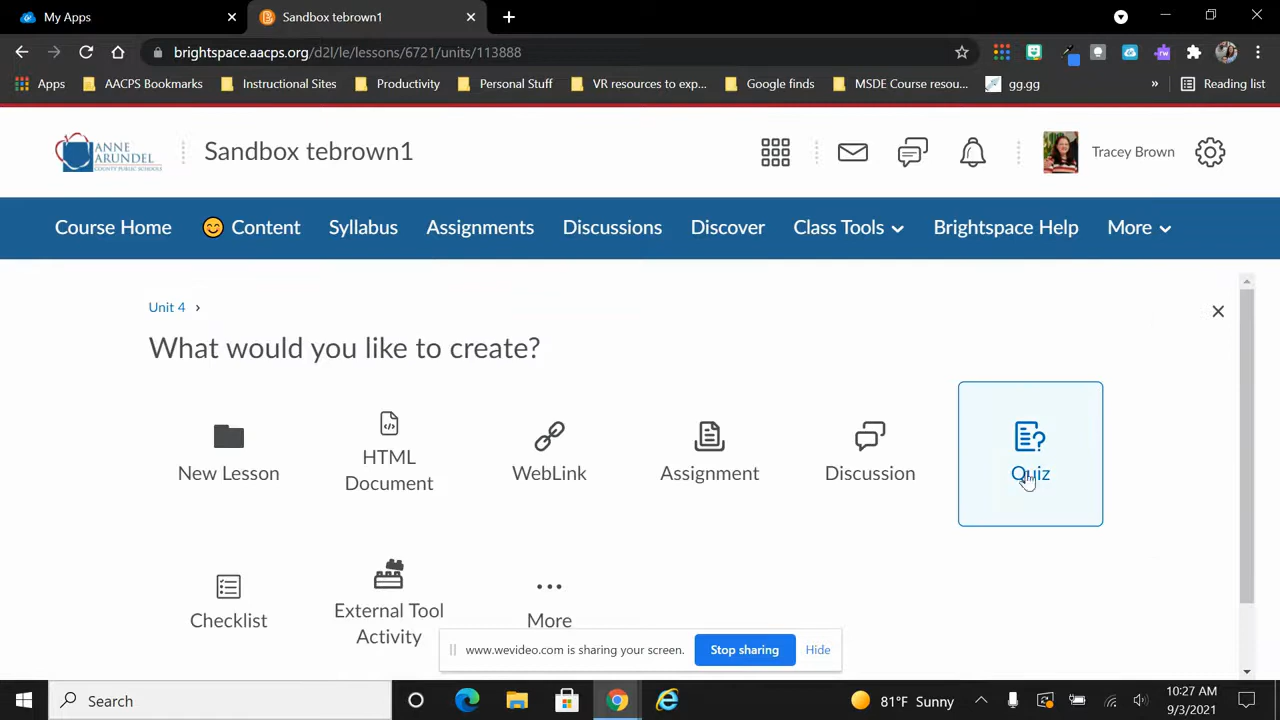 My Apps
Sandbox tebrown1
brightspace.aacps.org/d2l/le/lessons/6721/units/113888
Apps
AACPS Bookmarks
Instructional Sites
Productivity
Personal Stuff
VR resources to exp...
Google finds
MSDE Course resou...
gg.gg
»
Reading list
ANNE
ARUNDEL
COUNTY PUBLIC SCHOOLS
Sandbox tebrown1
Tracey Brown
Course Home
Content
Syllabus
Assignments
Discussions
Discover
Class Tools
Brightspace Help
More
Unit 4 ›
What would you like to create?
New Lesson
HTML
Document
WebLink
Assignment
Discussion
Quiz
Checklist
External Tool
Activity
More
www.wevideo.com is sharing your screen.
Stop sharing
Hide
Search
81°F Sunny
10:27 AM
9/3/2021